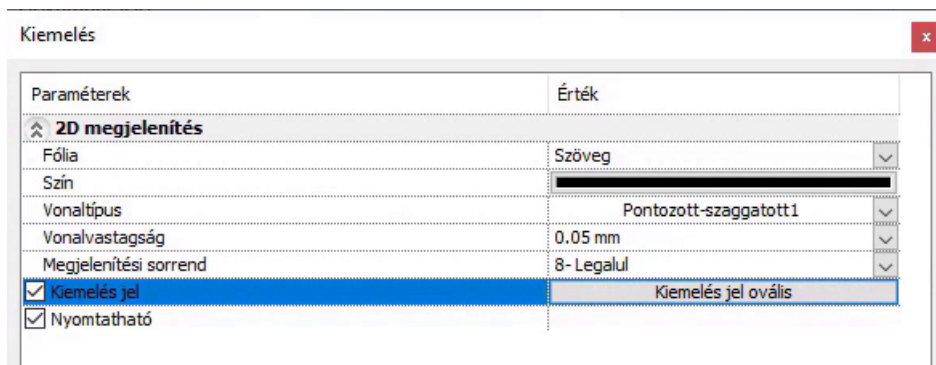 Kiemelés
x
Paraméterek Érték
2D megjelenítés
Fólia Szöveg
Szín
Vonaltípus Pontozott-szaggatott1
Vonalvastagság 0.05 mm
Megjelenítési sorrend 8- Legalul
Kiemelés jel Kiemelés jel ovális
Nyomtatható